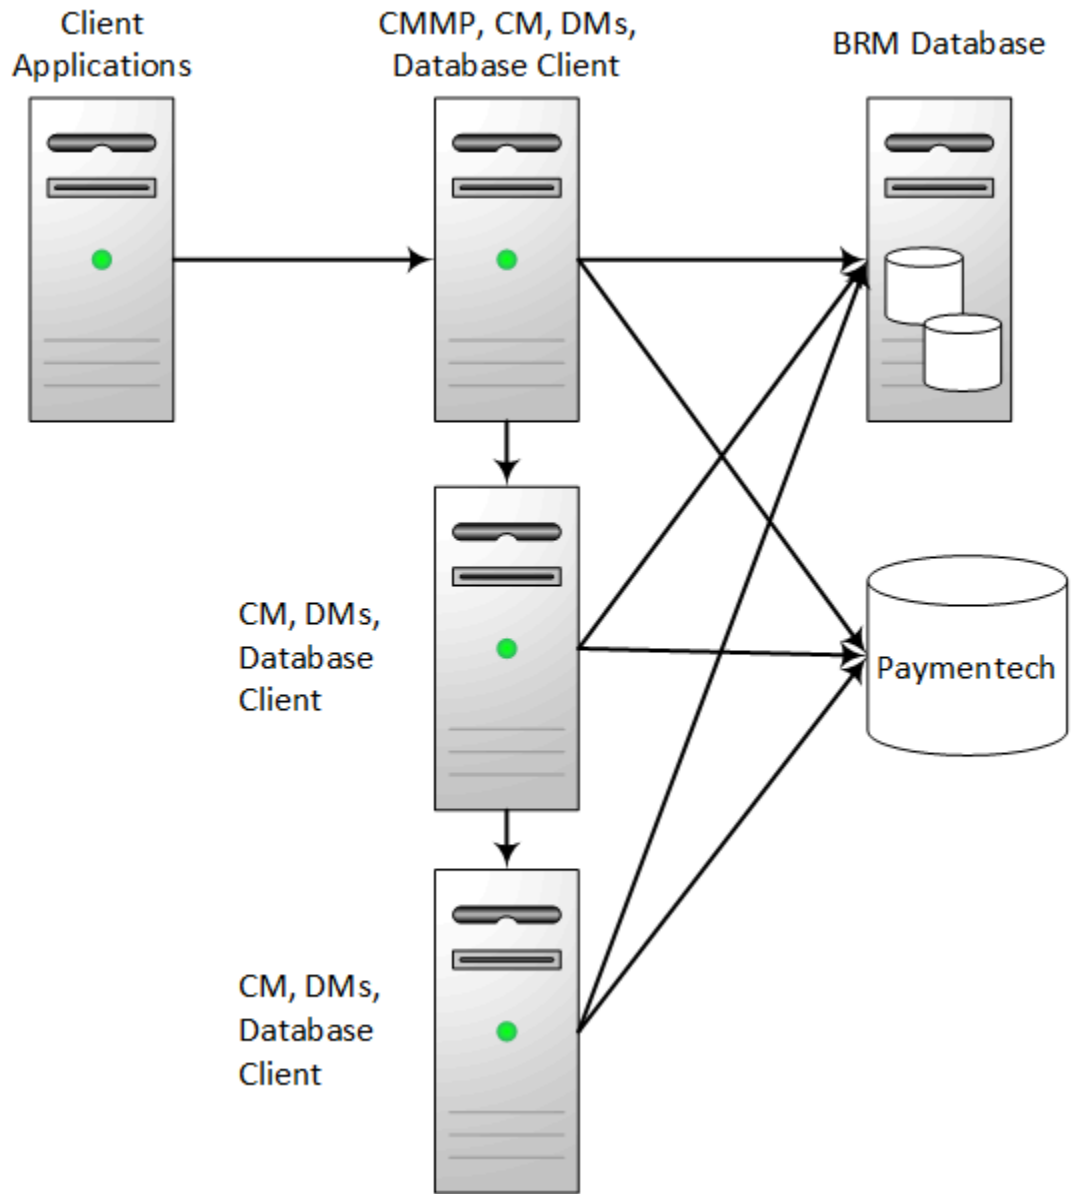 Client
Applications
CMMP, CM, DMs,
Database Client
BRM Database
CM, DMs,
Database
Client
Paymentech
CM, DMs,
Database
Client